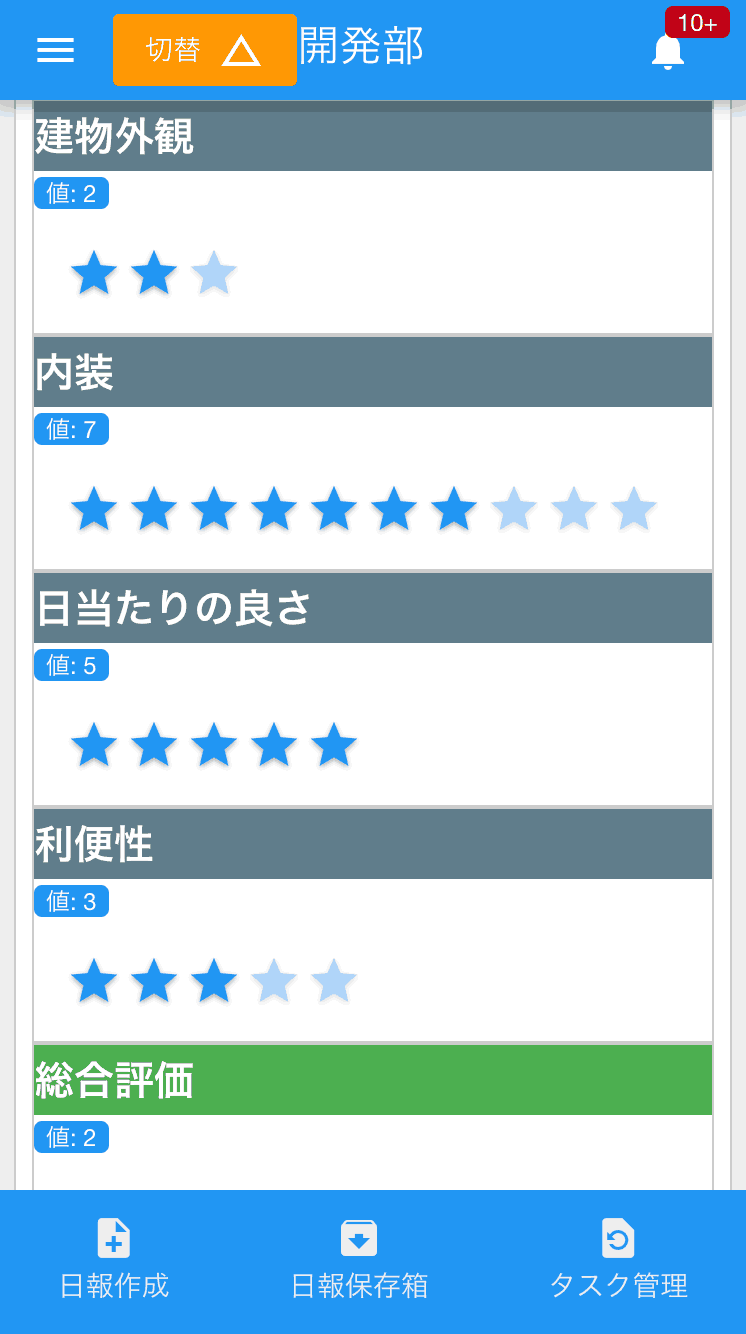 切替 開発部 10+
建物外観
値: 2
内装
値: 7
日当たりの良さ
値: 5
利便性
値: 3
総合評価
値: 2
日報作成 日報保存箱 タスク管理